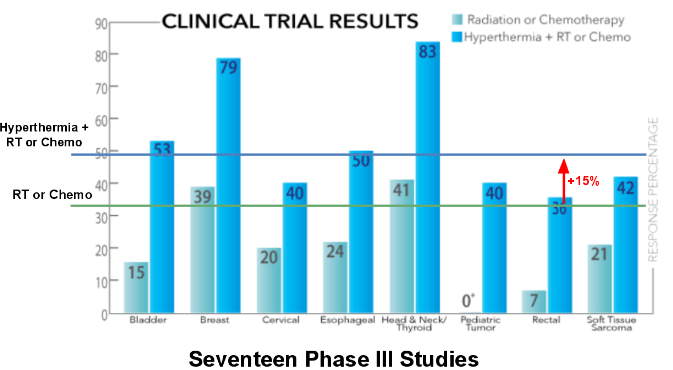 CLINICAL TRIAL RESULTS
Radiation or Chemotherapy
Hyperthermia + RT or Chemo
90
80
70
60
50
40
30
20
10
0
Hyperthermia +
RT or Chemo
RT or Chemo
15
53
39
79
20
40
24
50
41
83
0*
40
7
36
21
42
+15%
RESPONSE PERCENTAGE
Bladder
Breast
Cervical
Esophageal
Head & Neck/
Thyroid
Pediatric
Tumor
Rectal
Soft Tissue
Sarcoma
Seventeen Phase III Studies